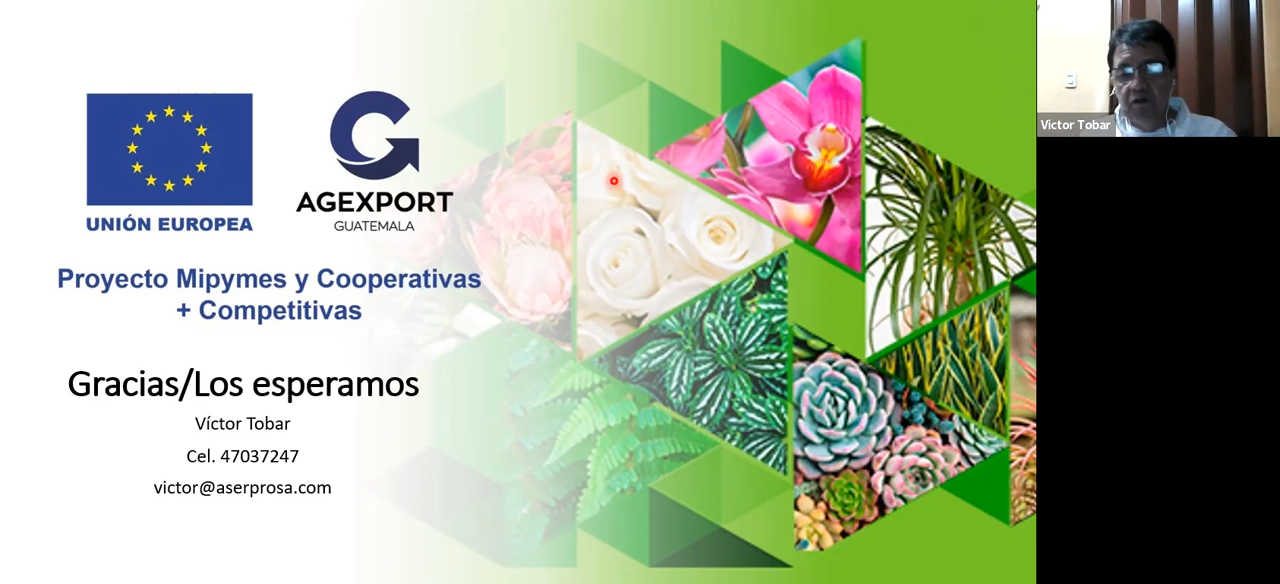 UNIÓN EUROPEA
AGEXPORT
GUATEMALA
Proyecto Mipymes y Cooperativas
+ Competitivas
Gracias/Los esperamos
Víctor Tobar
Cel. 47037247
victor@aserprosa.com
Victor Tobar